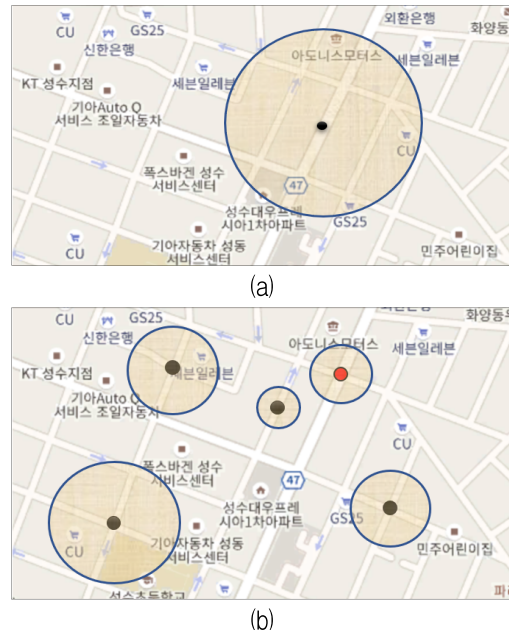 외환은행
화양동
CU
GS25
신한은행
아도니스모터스
세븐일레븐
KT 성수지점
세븐일레븐
기아Auto Q
서비스 조일자동차
CU
폭스바겐 성수
서비스센터
47
성수대우프레
시아1차아파트
GS25
CU
기아자동차 성동
서비스센터
민주어린이집
(a)
CU
GS25
신한은행
아도니스모터스
세븐일레븐
KT 성수지점
세븐일레븐
기아Auto Q
서비스 조일자동차
CU
폭스바겐 성수
서비스센터
47
성수대우프레
시아1차아파트
GS25
CU
기아자동차 성동
서비스센터
민주어린이집
성수초등학교
(b)